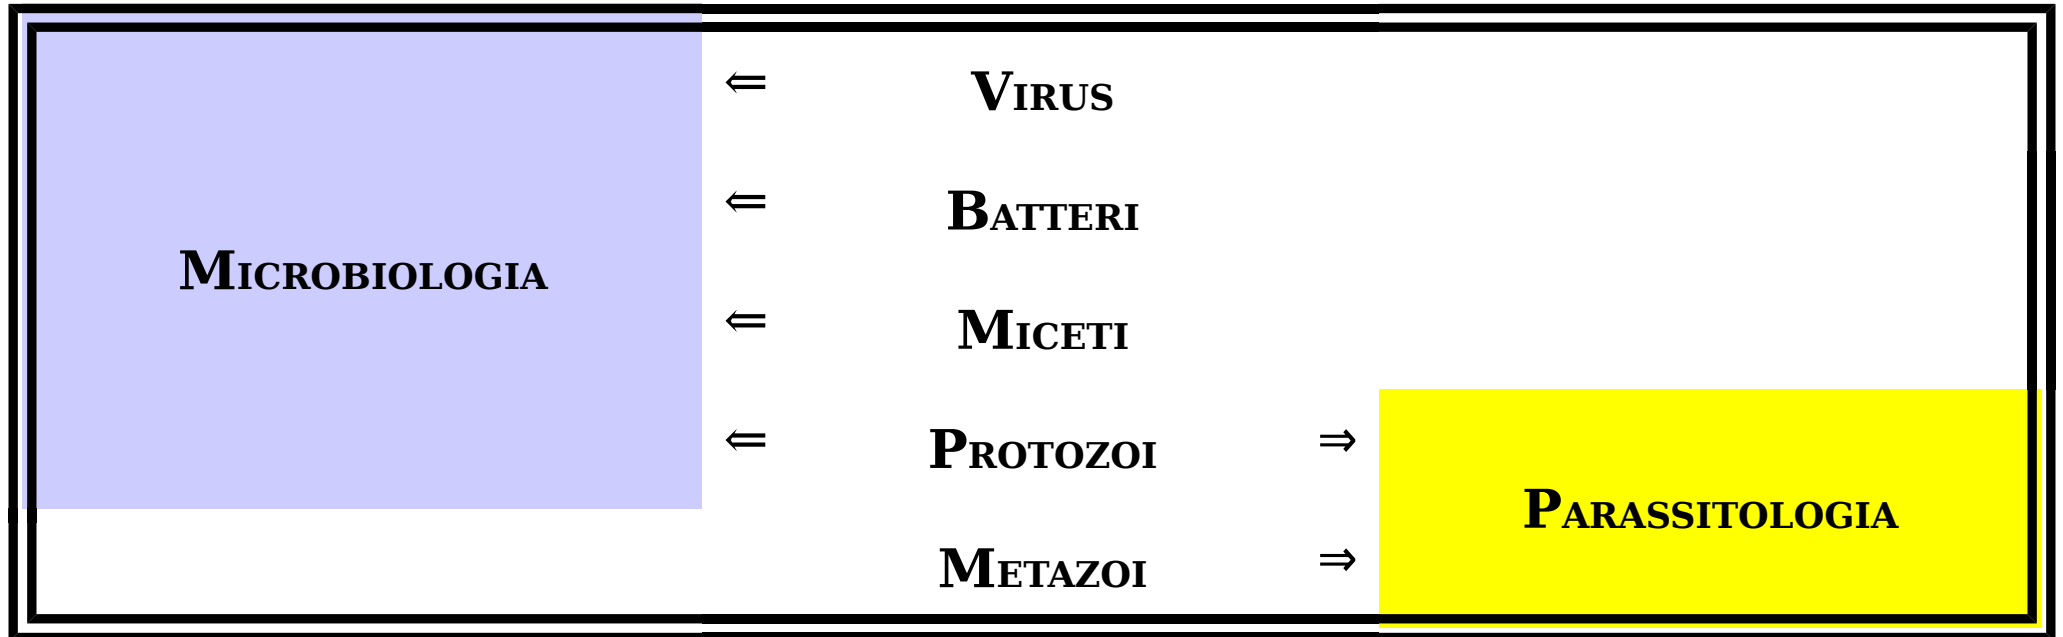 ⇐ VIRUS
⇐ BATTERI
MICROBIOLOGIA
⇐ MICETI
⇐ PROTOZOI ⇒
PARASSITOLOGIA
METAZOI ⇒